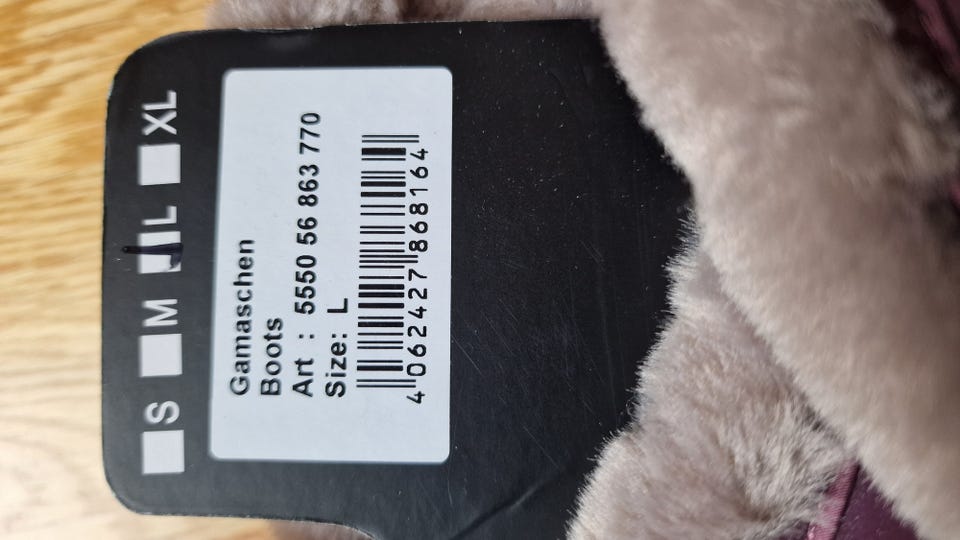 S M L XL
Gamaschen
Boots
Art : 5550 56 863 770
Size: L
4 062427 868164